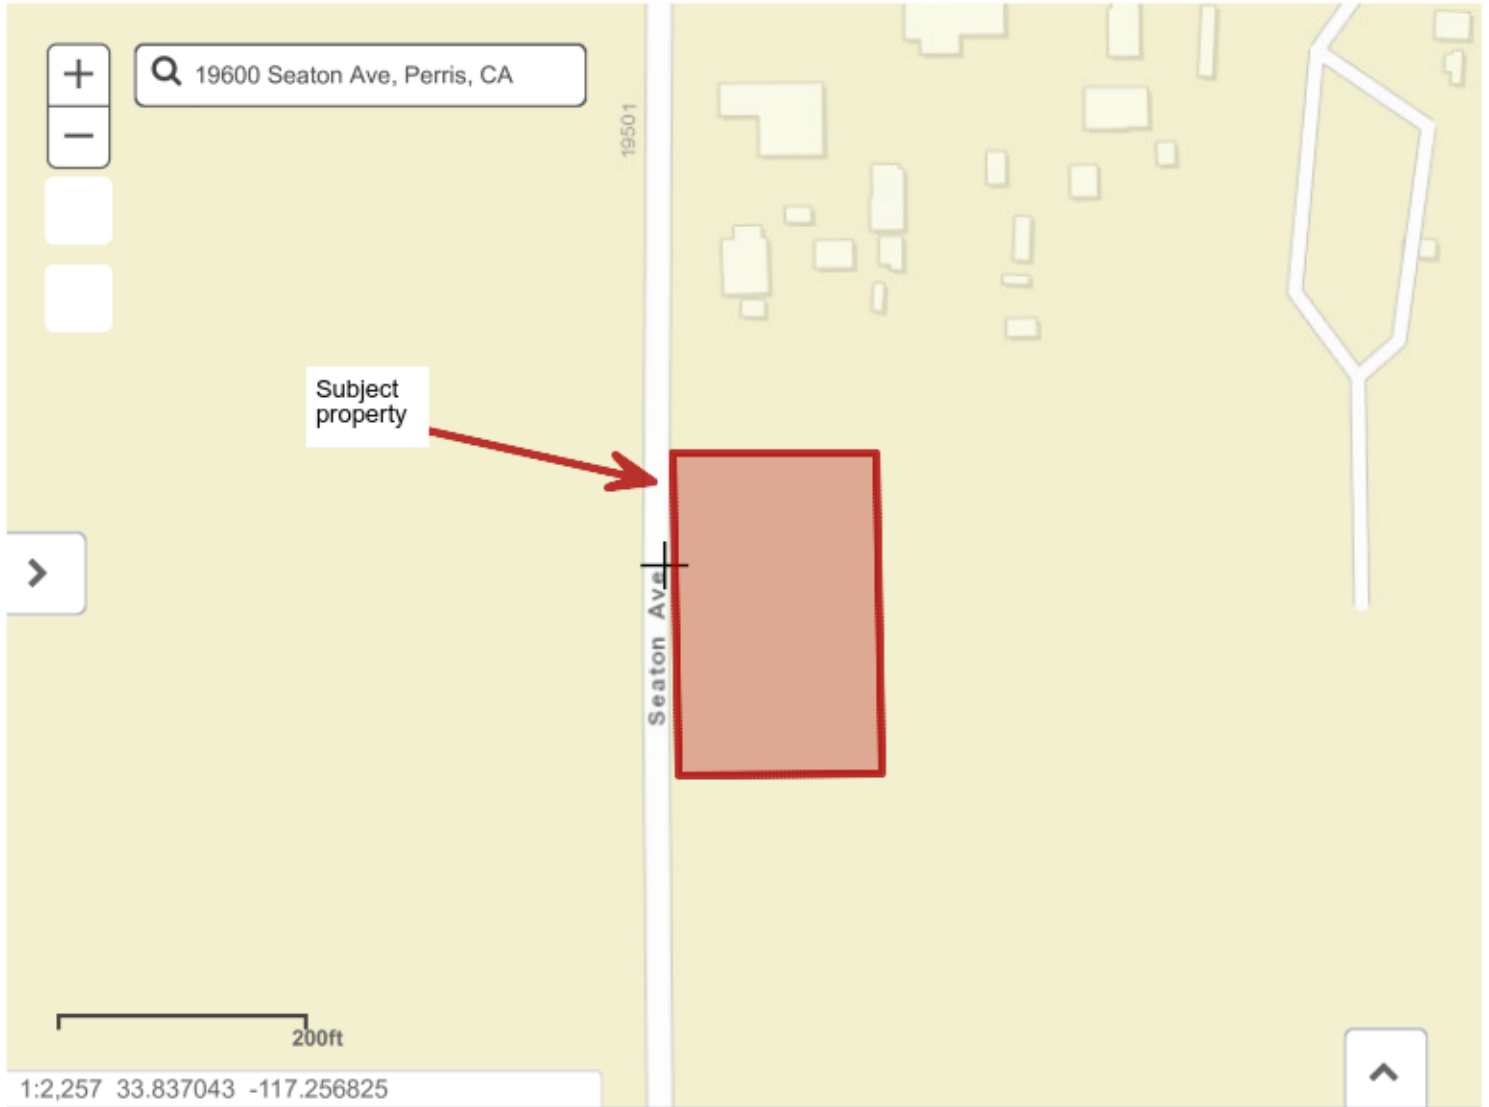 +
19600 Seaton Ave, Perris, CA
−
19501
Subject
property
Seaton Ave
200ft
1:2,257 33.837043 -117.256825